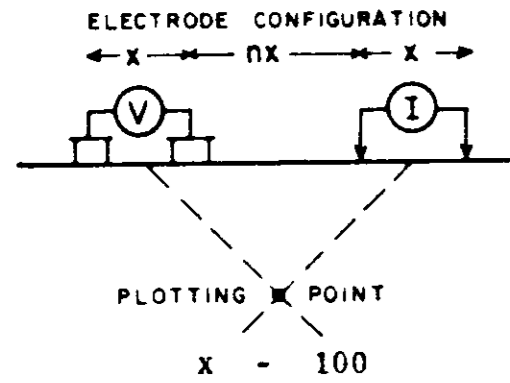 ELECTRODE CONFIGURATION
x nx x
V I
PLOTTING POINT
x - 100